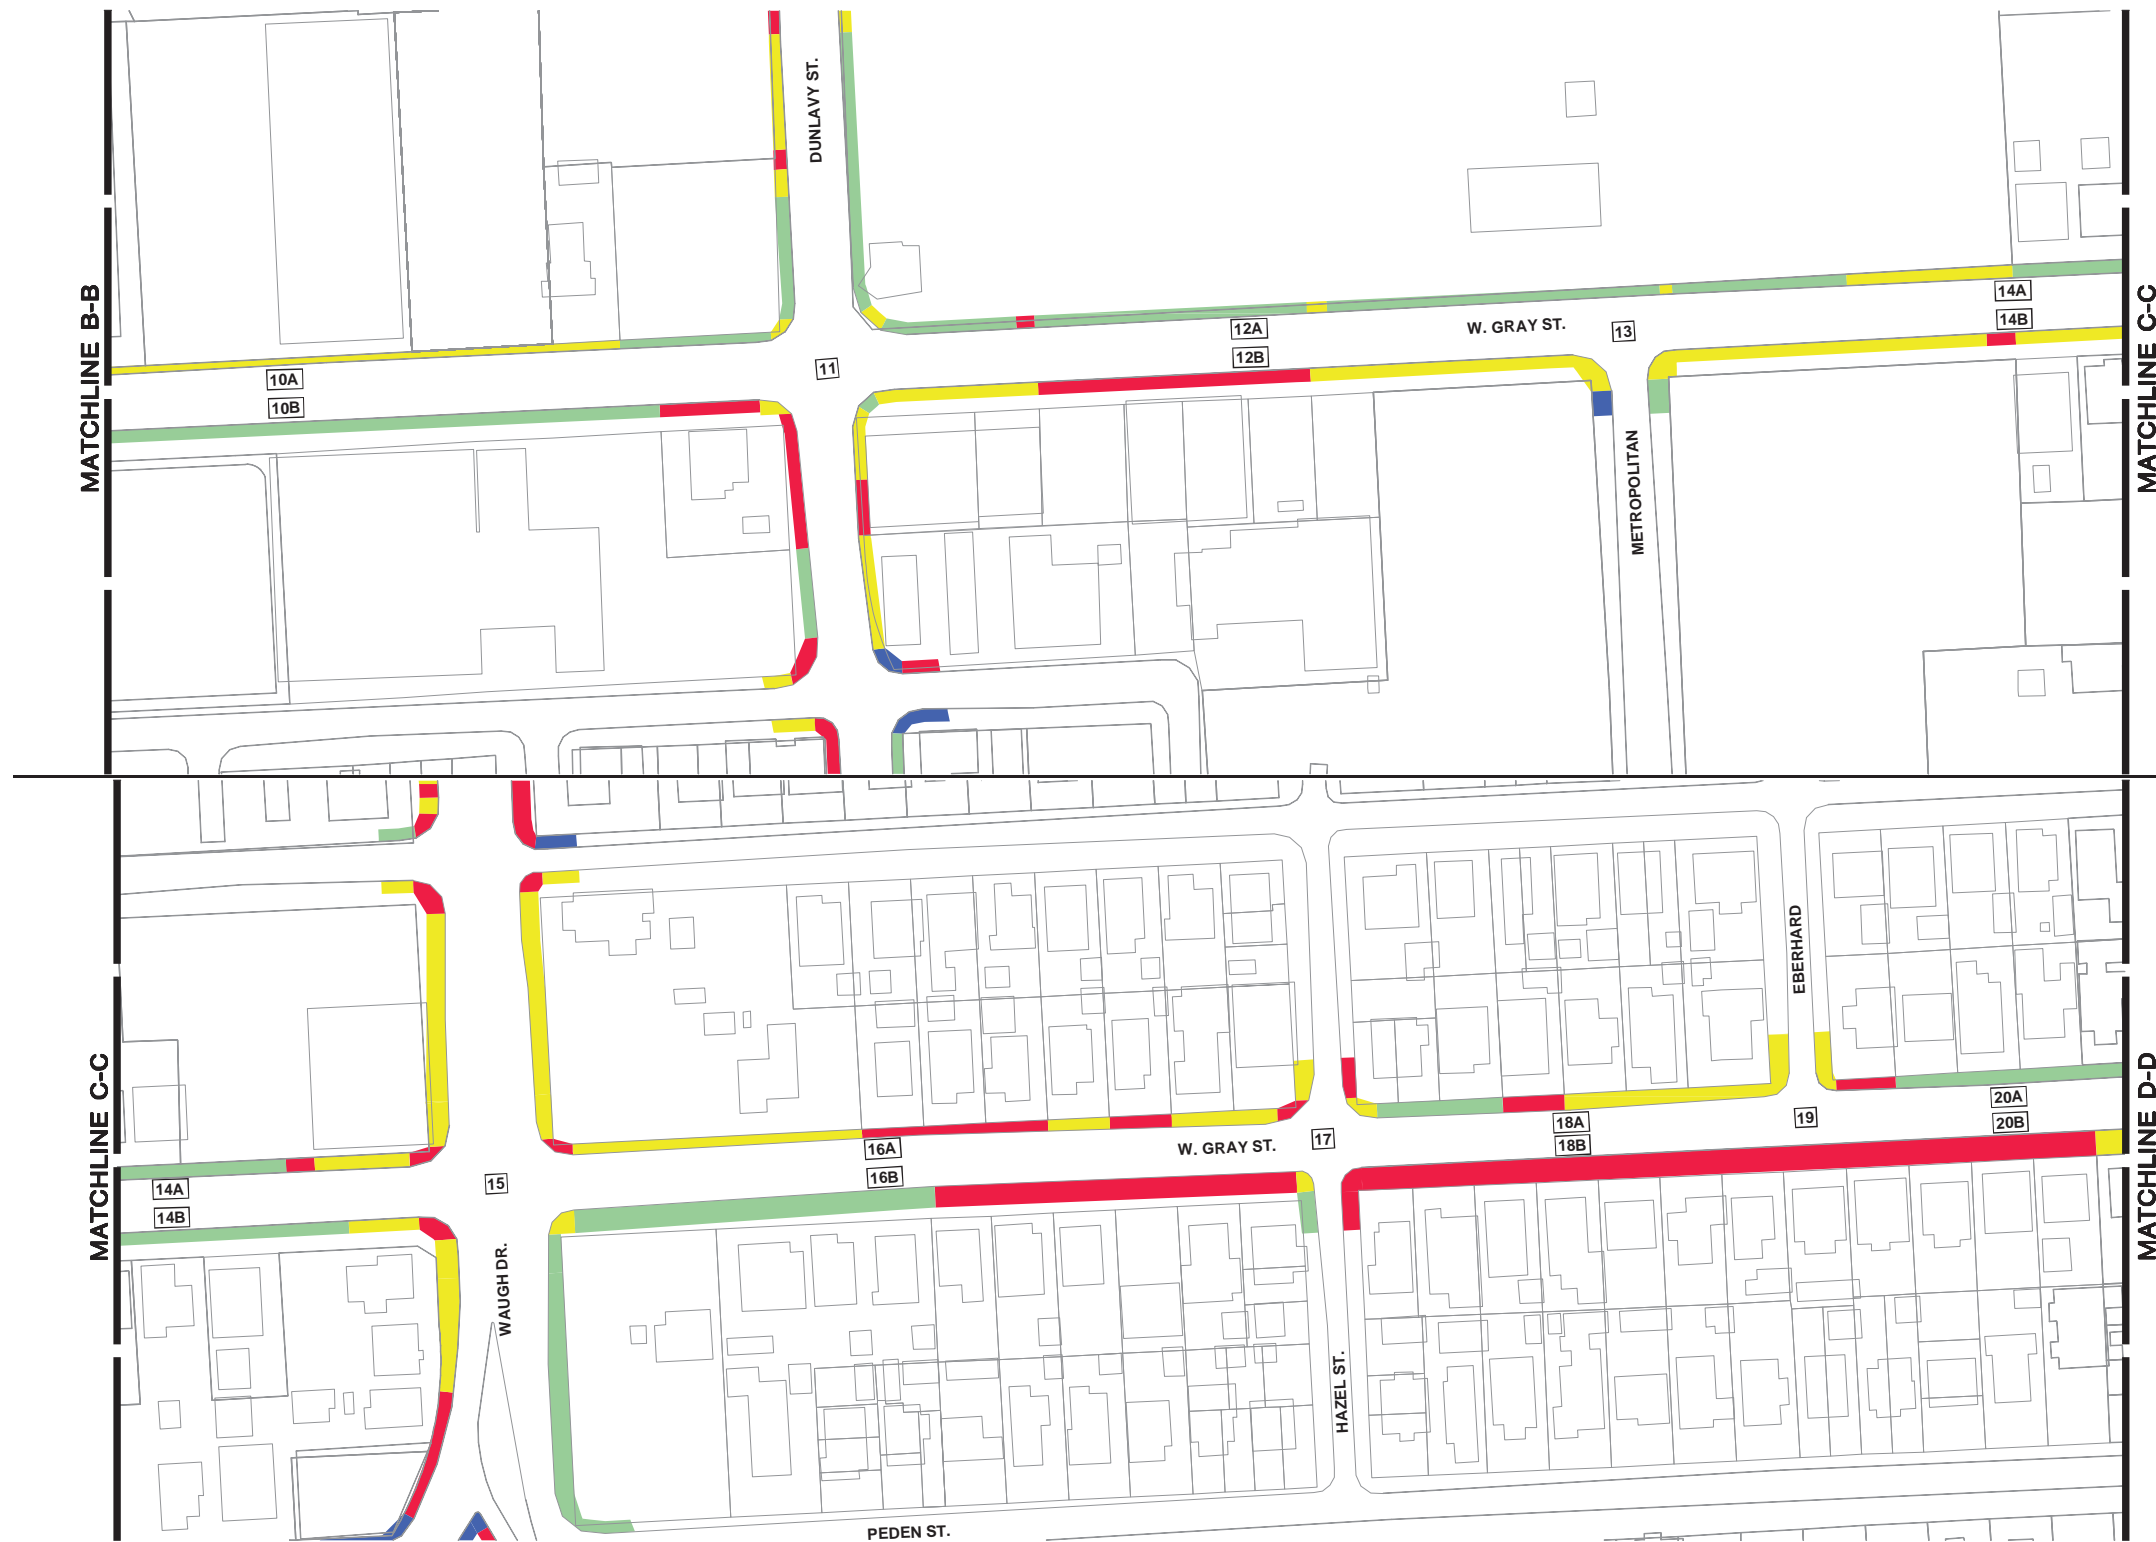 DUNLAVY ST.
MATCHLINE B-B
MATCHLINE C-C
10A
10B
11
12A
12B
W. GRAY ST.
13
14A
14B
METROPOLITAN
MATCHLINE C-C
MATCHLINE D-D
EBERHARD
14A
14B
15
16A
16B
W. GRAY ST.
17
18A
18B
19
20A
20B
WAUGH DR.
HAZEL ST.
PEDEN ST.